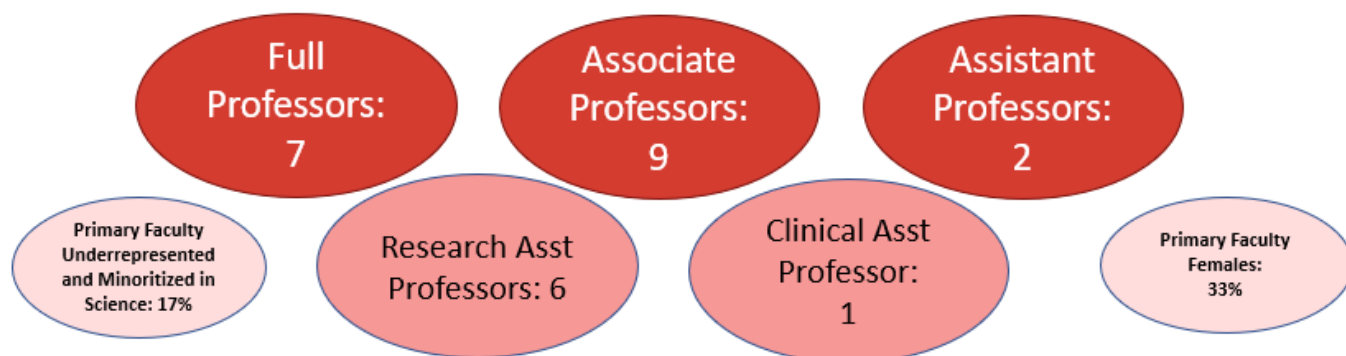 Full
Professors:
7
Associate
Professors:
9
Assistant
Professors:
2
Primary Faculty
Underrepresented
and Minoritized in
Science: 17%
Research Asst
Professors: 6
Clinical Asst
Professor:
1
Primary Faculty
Females:
33%